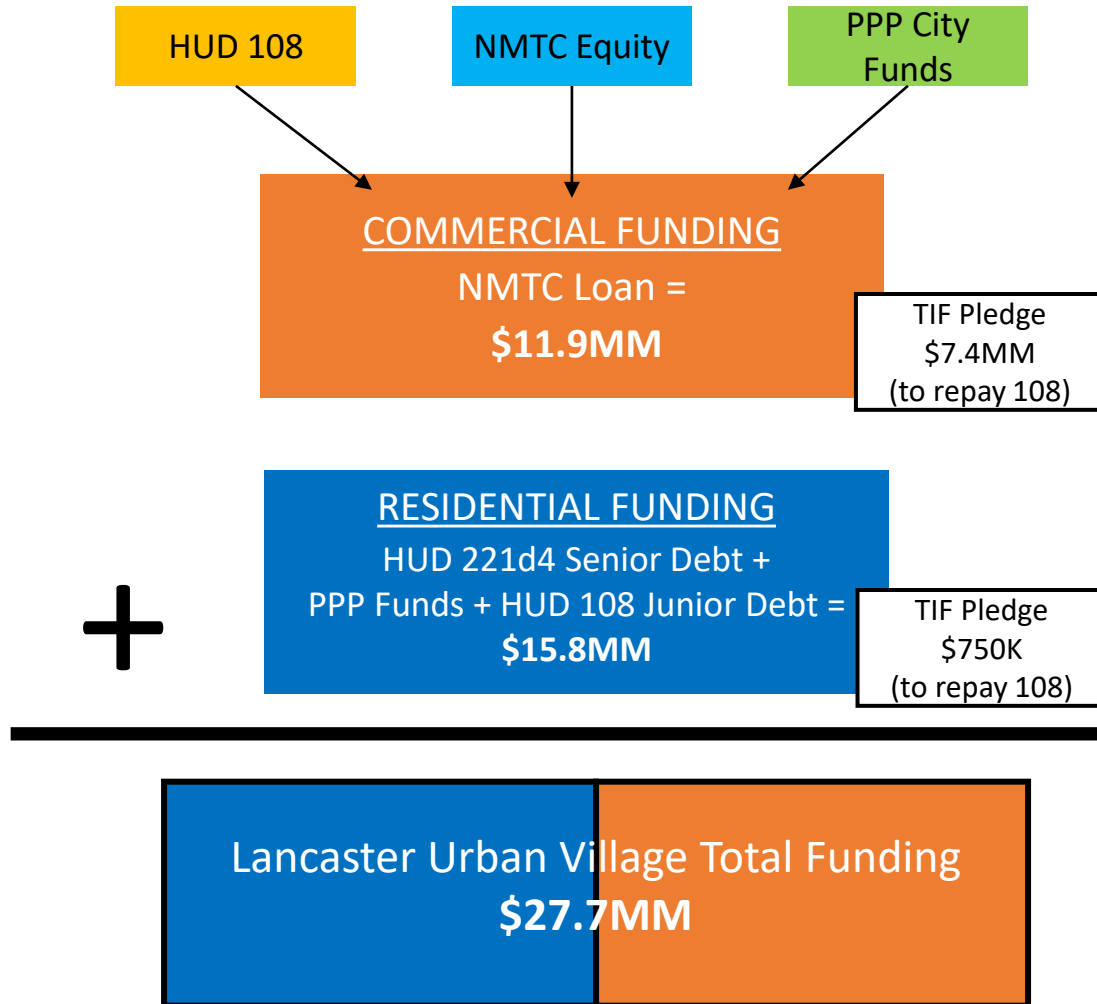 HUD 108
NMTC Equity
PPP City
Funds
COMMERCIAL FUNDING
NMTC Loan =
$11.9MM
TIF Pledge
$7.4MM
(to repay 108)
RESIDENTIAL FUNDING
HUD 221d4 Senior Debt +
PPP Funds + HUD 108 Junior Debt =
$15.8MM
TIF Pledge
$750K
(to repay 108)
+
Lancaster Urban Village Total Funding
$27.7MM